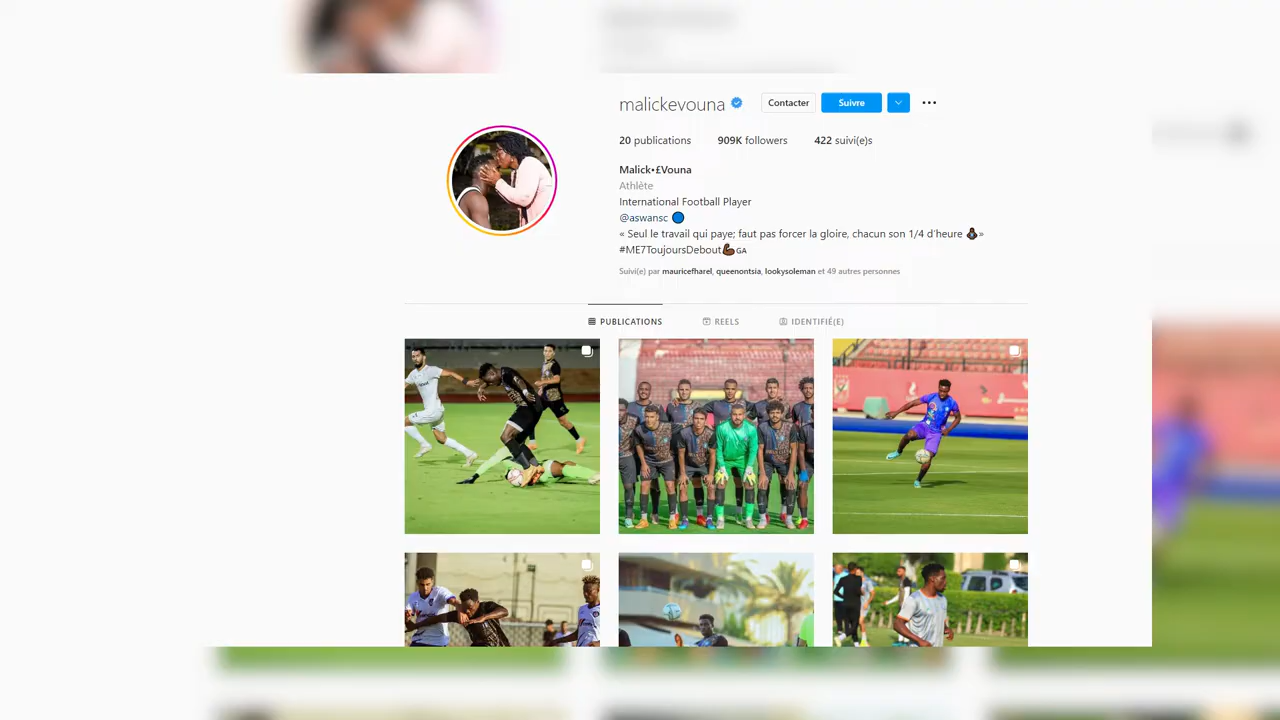 malickevouna
Contacter
Suivre
20 publications
909K followers
422 suivi(e)s
Malick•£Vouna
Athlète
International Football Player
@aswansc 🔵
« Seul le travail qui paye; faut pas forcer la gloire, chacun son 1/4 d'heure »
#ME7ToujoursDebout💪🏿GA
Suivi(e) par mauricefharel, queenontsia, lookysoleman et 49 autres personnes
PUBLICATIONS
REELS
IDENTIFIÉ(E)